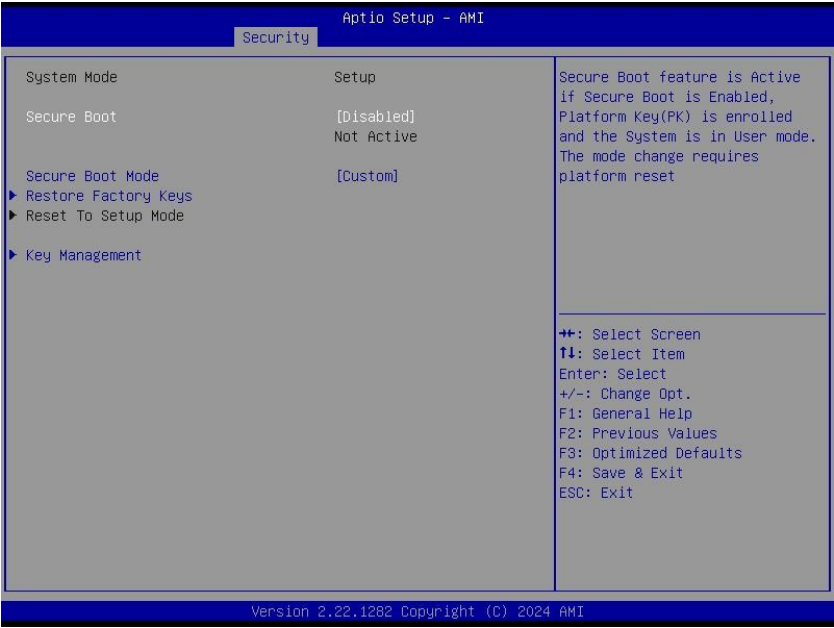 Aptio Setup - AMI
Security
System Mode Setup
Secure Boot [Disabled]
Not Active
Secure Boot Mode [Custom]
Restore Factory Keys
Reset To Setup Mode
Key Management
Secure Boot feature is Active
if Secure Boot is Enabled,
Platform Key(PK) is enrolled
and the System is in User mode.
The mode change requires
platform reset
→←: Select Screen
↑↓: Select Item
Enter: Select
+/-: Change Opt.
F1: General Help
F2: Previous Values
F3: Optimized Defaults
F4: Save & Exit
ESC: Exit
Version 2.22.1282 Copyright (C) 2024 AMI